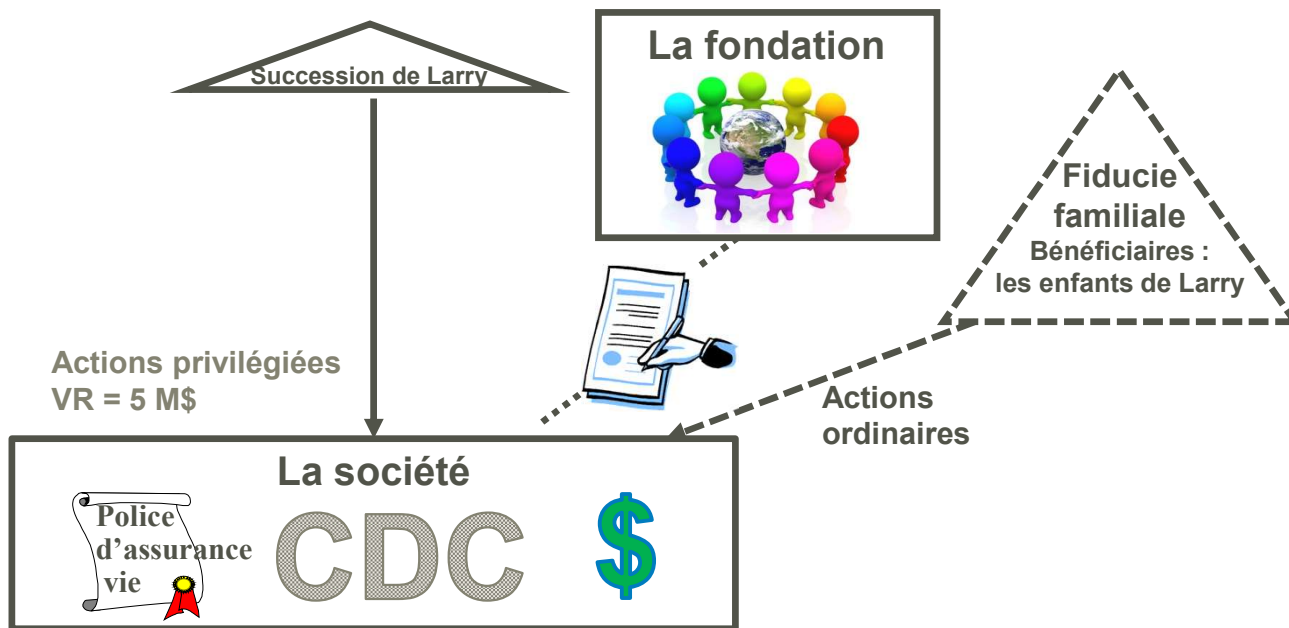 Succession de Larry
La fondation
Fiducie
familiale
Bénéficiaires :
les enfants de Larry
Actions privilégiées
VR = 5 M$
Actions
ordinaires
La société
Police
d’assurance
vie
CDC
$